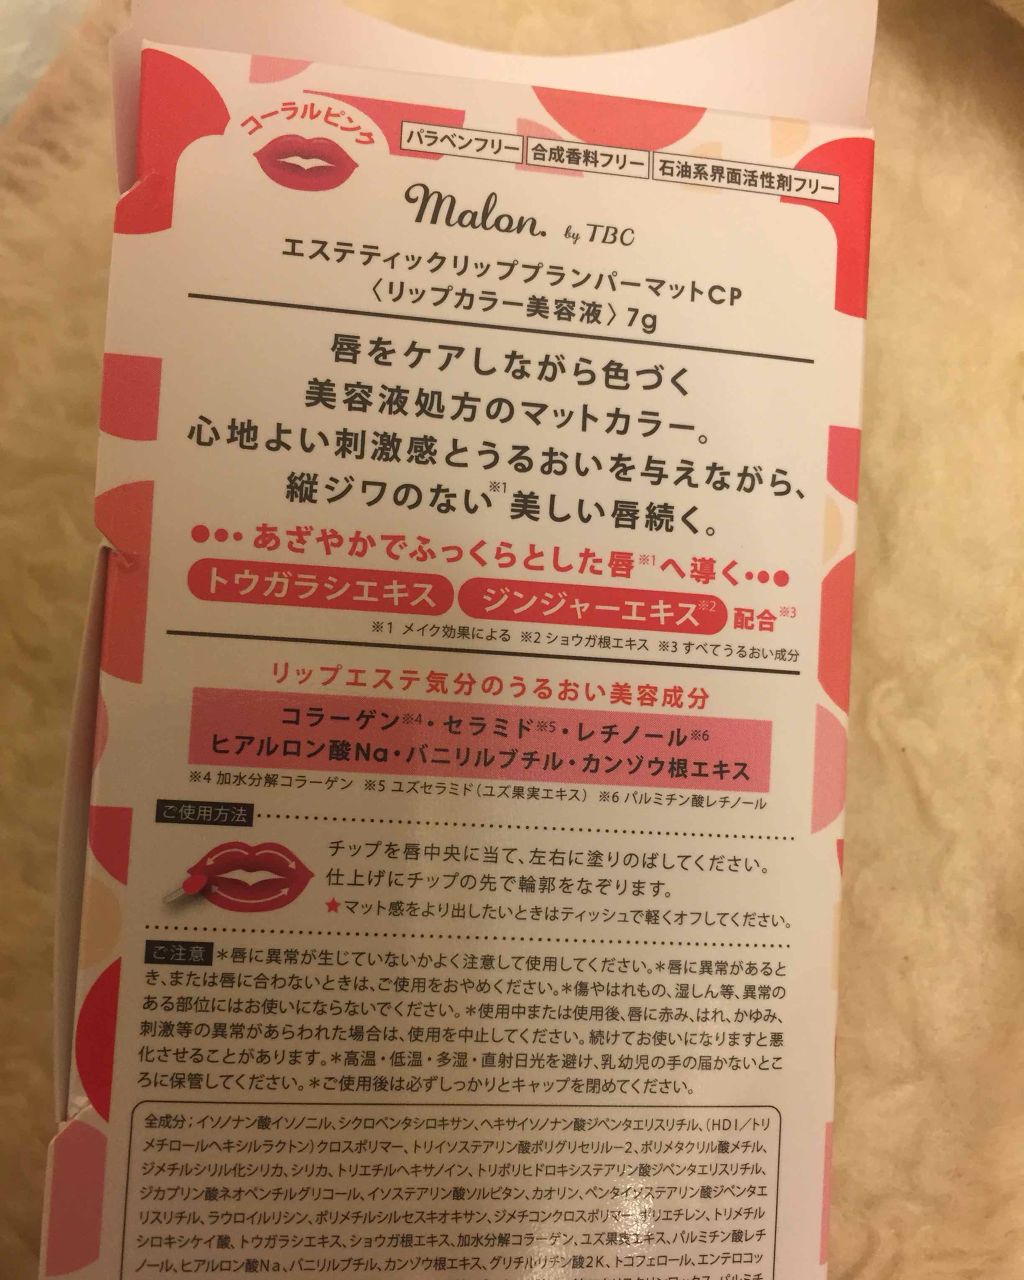 コーラルピンク
パラベンフリー 合成香料フリー 石油系界面活性剤フリー
malon. by TBC
エステティックリッププランパーマットCP
〈リップカラー美容液〉7g
唇をケアしながら色づく
美容液処方のマットカラー。
心地よい刺激感とうるおいを与えながら、
縦ジワのない※1美しい唇続く。
●●●あざやかでふっくらとした唇※1へ導く●●●
トウガラシエキス ジンジャーエキス※2 配合※3
※1 メイク効果による ※2 ショウガ根エキス ※3 すべてうるおい成分
リップエステ気分のうるおい美容成分
コラーゲン※4・セラミド※5・レチノール※6
ヒアルロン酸Na・バニリルブチル・カンゾウ根エキス
※4 加水分解コラーゲン ※5 ユズセラミド(ユズ果実エキス) ※6 パルミチン酸レチノール
ご使用方法
チップを唇中央に当て、左右に塗りのばしてください。
仕上げにチップの先で輪郭をなぞります。
★マット感をより出したいときはティッシュで軽くオフしてください。
ご注意 *唇に異常が生じていないかよく注意して使用してください。*唇に異常があると
き、または唇に合わないときは、ご使用をおやめください。*傷やはれもの、湿しん等、異常の
ある部位にはお使いにならないでください。*使用中または使用後、唇に赤み、はれ、かゆみ、
刺激等の異常があらわれた場合は、使用を中止してください。続けてお使いになりますと悪
化させることがあります。*高温・低温・多湿・直射日光を避け、乳幼児の手の届かないとこ
ろに保管してください。*ご使用後は必ずしっかりとキャップを閉めてください。
全成分;イソノナン酸イソノニル、シクロペンタシロキサン、ヘキサイソノナン酸ジペンタエリスリチル、(HDI/トリ
メチロールヘキシルラクトン)クロスポリマー、トリイソステアリン酸ポリグリセリル-2、ポリメタクリル酸メチル、
ジメチルシリル化シリカ、シリカ、トリエチルヘキサノイン、トリポリヒドロキシステアリン酸ジペンタエリスリチル、
ジカプリン酸ネオペンチルグリコール、イソステアリン酸ソルビタン、カオリン、ペンタイソステアリン酸ジペンタエ
リスリチル、ラウロイルリシン、ポリメチルシルセスキオキサン、ジメチコンクロスポリマー、ポリエチレン、トリメチル
シロキシケイ酸、トウガラシエキス、ショウガ根エキス、加水分解コラーゲン、ユズ果実エキス、パルミチン酸レチ
ノール、ヒアルロン酸Na、バニリルブチル、カンゾウ根エキス、グリチルリチン酸2K、トコフェロール、エンテロコッ